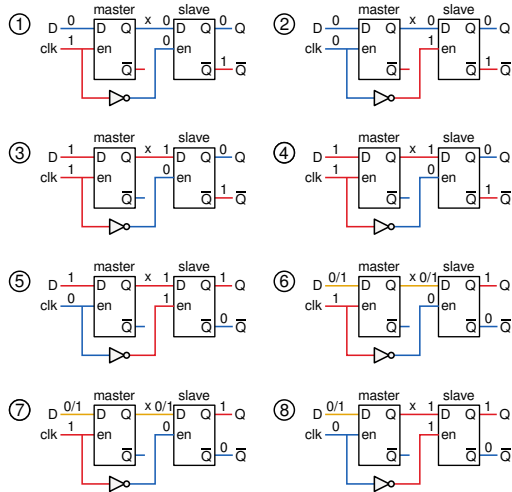 1 master x slave 2 master x slave
D 0 D Q 0 D Q 0 Q D 0 D Q 0 D Q 0 Q
clk 1 en 0 en clk 0 en 1 en
Q̅ Q̅ 1 Q̅ Q̅ Q̅ 1 Q̅
3 master x slave 4 master x slave
D 1 D Q 1 D Q 0 Q D 1 D Q 1 D Q 0 Q
clk 1 en 0 en clk 1 en 0 en
Q̅ Q̅ 1 Q̅ Q̅ Q̅ 1 Q̅
5 master x slave 6 master x slave
D 1 D Q 1 D Q 1 Q D 0/1 D Q 0/1 D Q 1 Q
clk 0 en 1 en clk 1 en 0 en
Q̅ Q̅ 0 Q̅ Q̅ Q̅ 0 Q̅
7 master x slave 8 master x slave
D 0/1 D Q 0/1 D Q 1 Q D 0/1 D Q 1 D Q 1 Q
clk 1 en 0 en clk 0 en 1 en
Q̅ Q̅ 0 Q̅ Q̅ Q̅ 0 Q̅